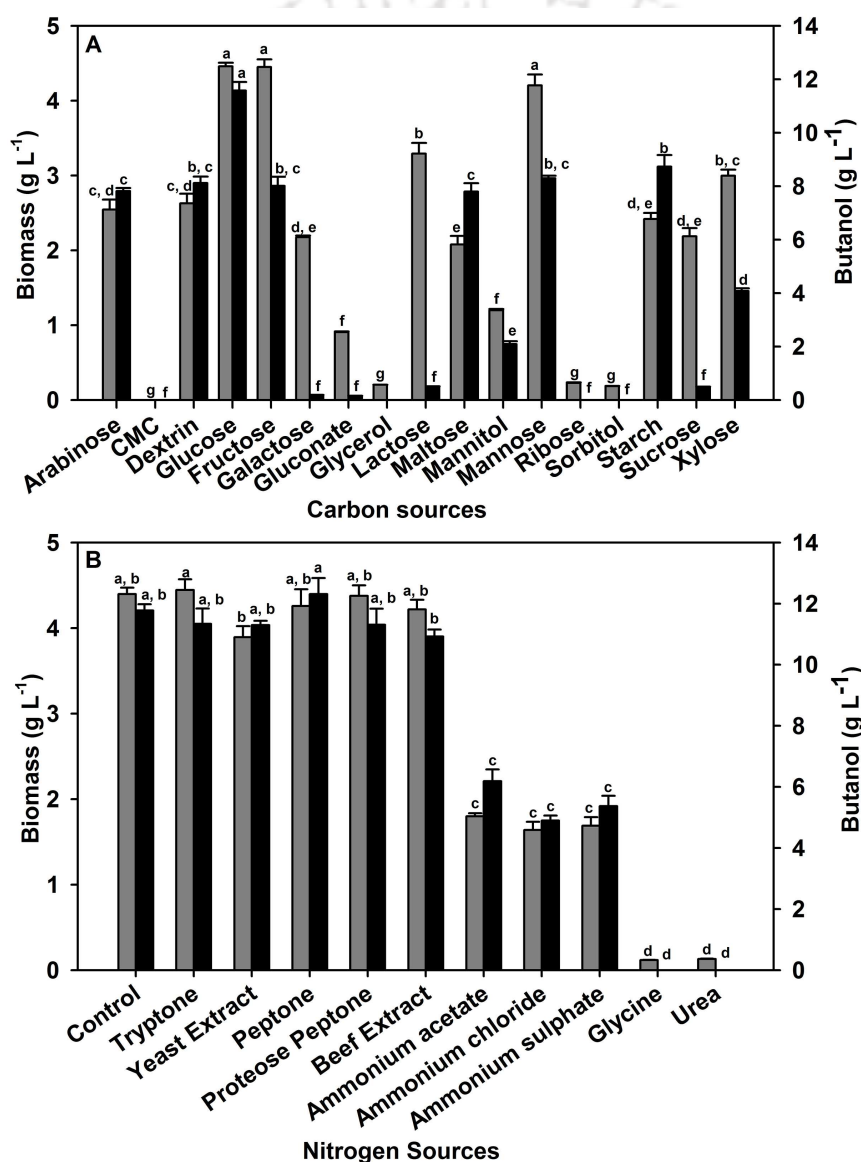 A
Biomass (g L-1)
Butanol (g L-1)
5
4
3
2
1
0
14
12
10
8
6
4
2
0
c, d
c
g
f
c, d
b, c
a
a
a
b, c
d, e
f
f
f
g
b
f
e
c
f
e
a
b, c
g
f
g
f
d, e
b
d, e
f
b, c
d
Arabinose
CMC
Dextrin
Glucose
Fructose
Galactose
Gluconate
Glycerol
Lactose
Maltose
Mannitol
Mannose
Ribose
Sorbitol
Starch
Sucrose
Xylose
Carbon sources
B
Biomass (g L-1)
Butanol (g L-1)
5
4
3
2
1
0
14
12
10
8
6
4
2
0
a, b
a, b
a
a, b
b
a, b
a, b
a
a, b
a, b
a, b
b
c
c
c
c
c
c
d
d
d
d
Control
Tryptone
Yeast Extract
Peptone
Proteose Peptone
Beef Extract
Ammonium acetate
Ammonium chloride
Ammonium sulphate
Glycine
Urea
Nitrogen Sources